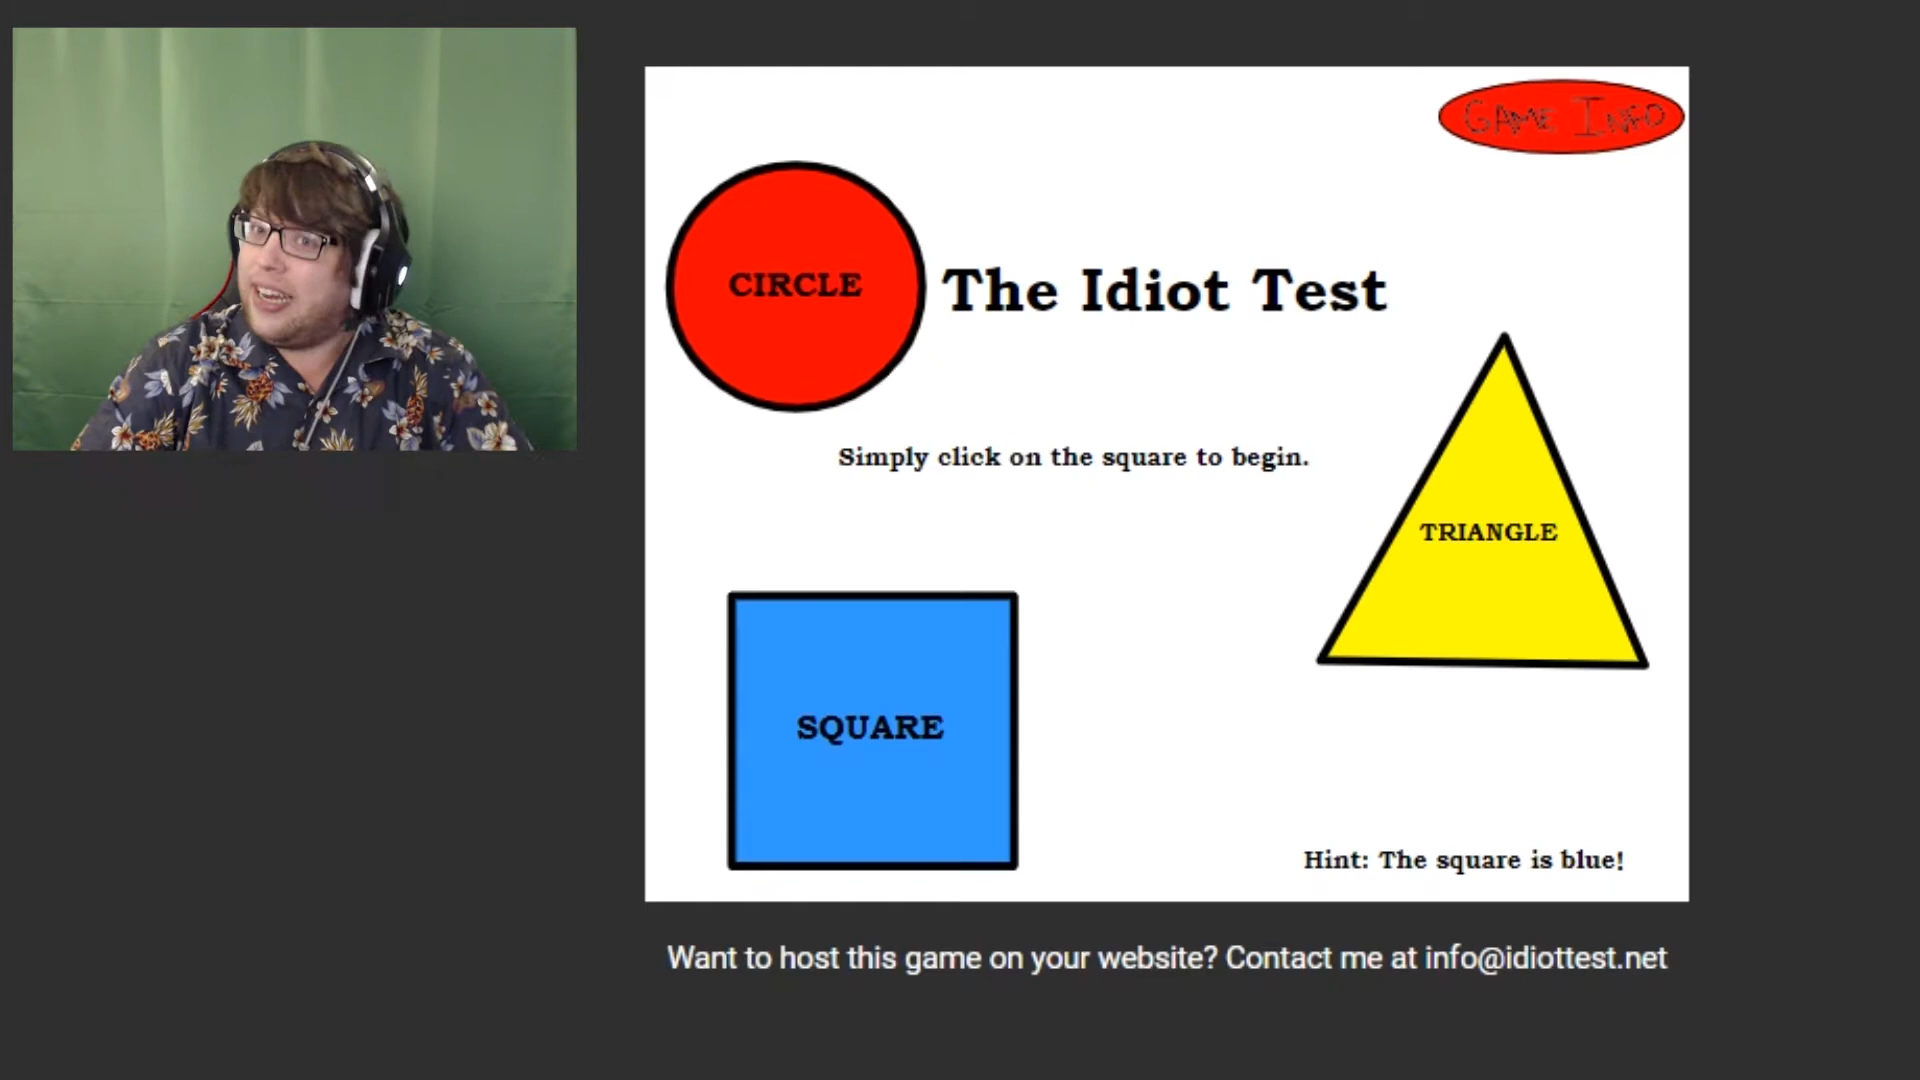 GAME INFO
CIRCLE
The Idiot Test
Simply click on the square to begin.
TRIANGLE
SQUARE
Hint: The square is blue!
Want to host this game on your website? Contact me at info@idiottest.net